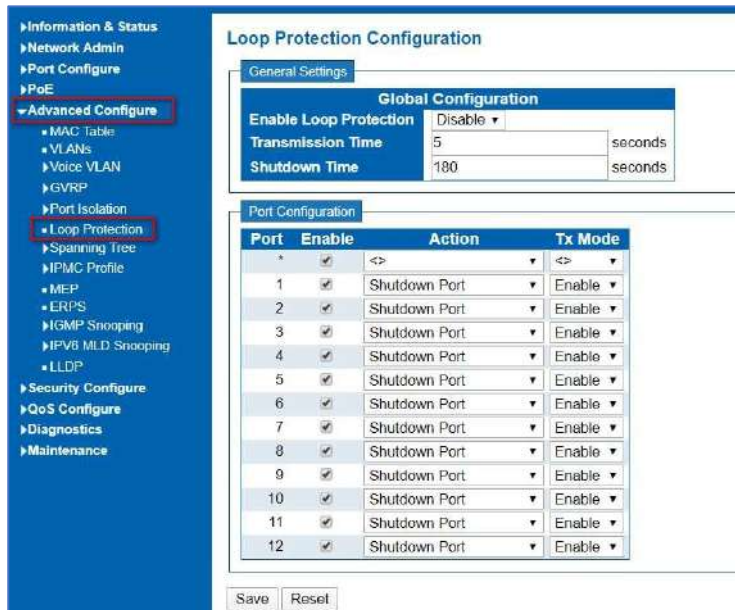 Information & Status
Network Admin
Port Configure
PoE
Advanced Configure
MAC Table
VLANs
Voice VLAN
GVRP
Port Isolation
Loop Protection
Spanning Tree
IPMC Profile
MEP
ERPS
IGMP Snooping
IPV6 MLD Snooping
LLDP
Security Configure
QoS Configure
Diagnostics
Maintenance
Loop Protection Configuration
General Settings
Global Configuration
Enable Loop Protection Disable
Transmission Time 5 seconds
Shutdown Time 180 seconds
Port Configuration
Port Enable Action Tx Mode
* <> <>
1 Shutdown Port Enable
2 Shutdown Port Enable
3 Shutdown Port Enable
4 Shutdown Port Enable
5 Shutdown Port Enable
6 Shutdown Port Enable
7 Shutdown Port Enable
8 Shutdown Port Enable
9 Shutdown Port Enable
10 Shutdown Port Enable
11 Shutdown Port Enable
12 Shutdown Port Enable
Save Reset